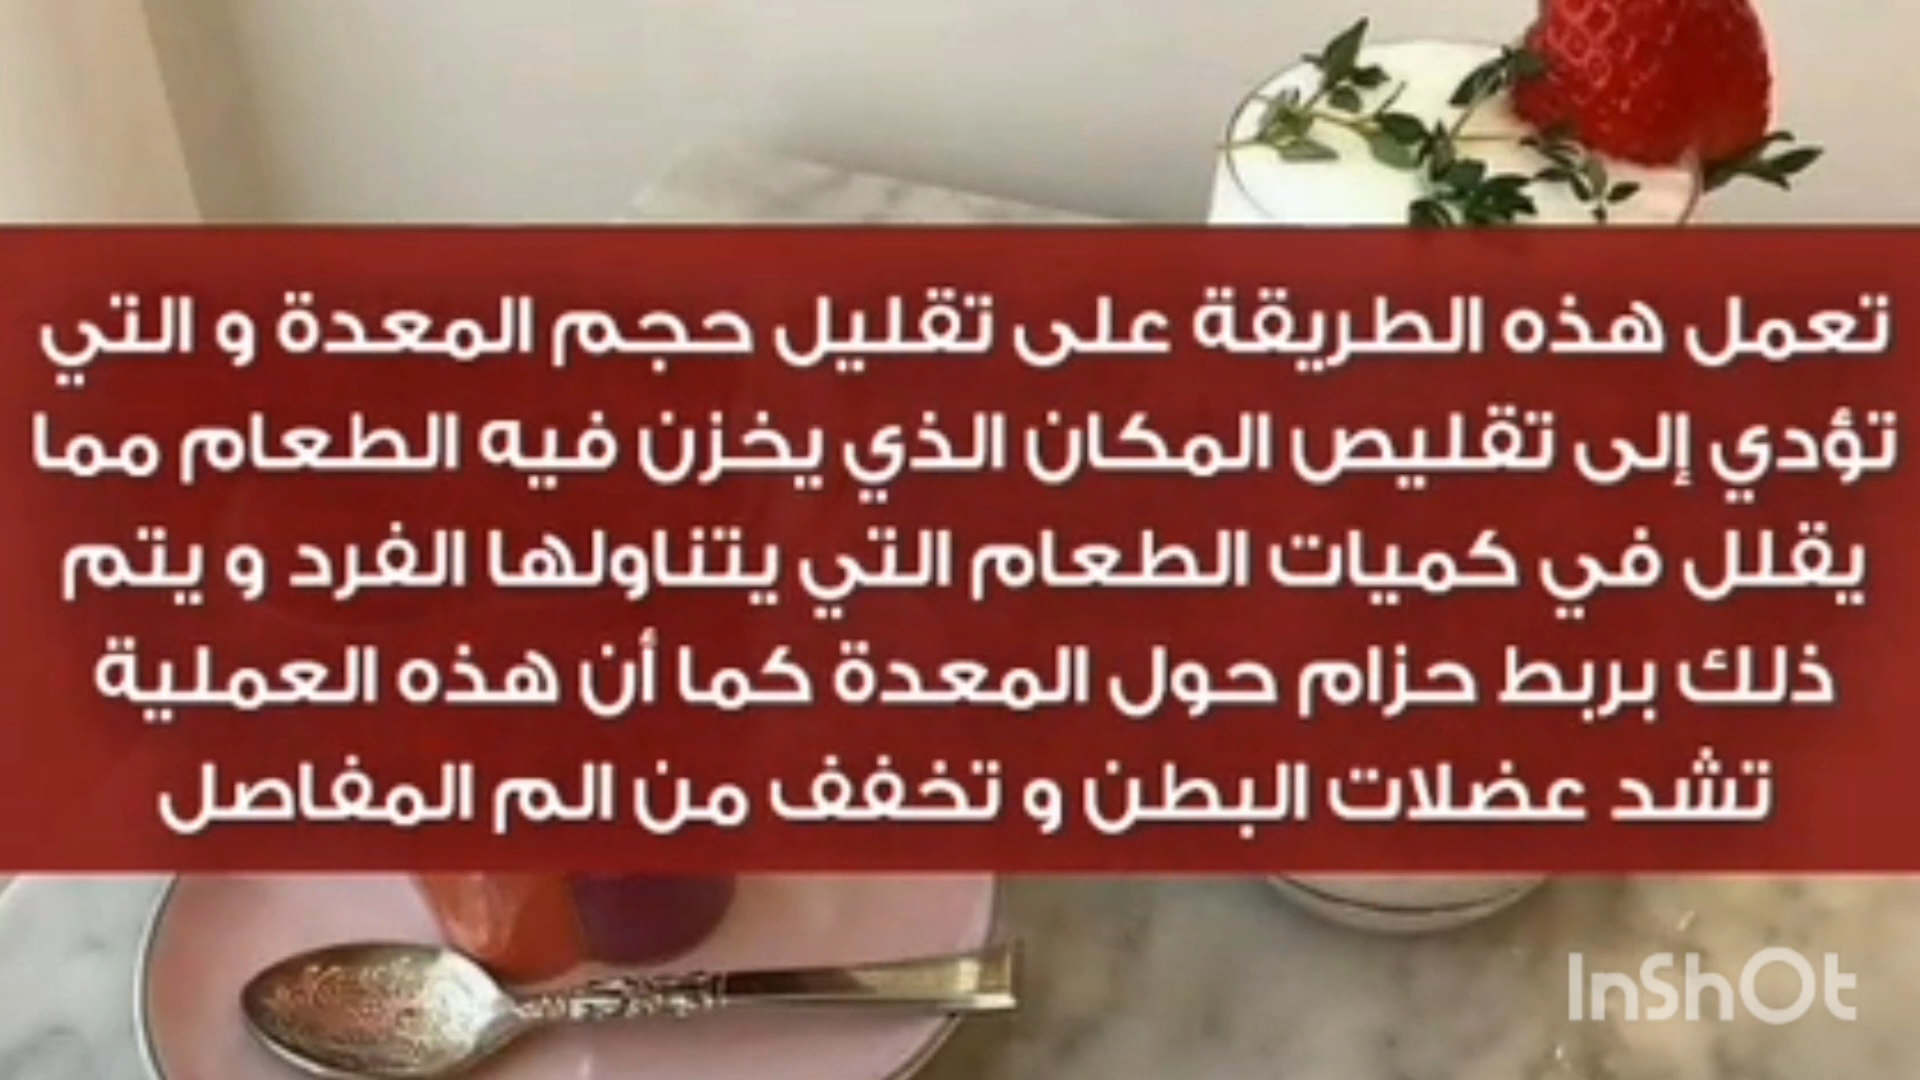 تعمل هذه الطريقة على تقليل حجم المعدة و التي
تؤدي إلى تقليص المكان الذي يخزن فيه الطعام مما
يقلل في كميات الطعام التي يتناولها الفرد و يتم
ذلك بربط حزام حول المعدة كما أن هذه العملية
تشد عضلات البطن و تخفف من الم المفاصل
InShOt